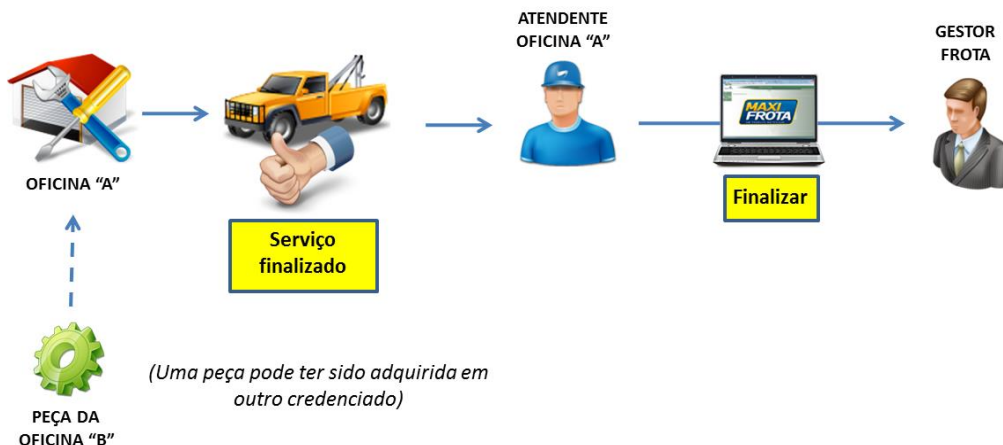 ATENDENTE
OFICINA “A”
GESTOR
FROTA
MAXI
FROTA
OFICINA “A”
Finalizar
Serviço
finalizado
(Uma peça pode ter sido adquirida em
outro credenciado)
PEÇA DA
OFICINA “B”